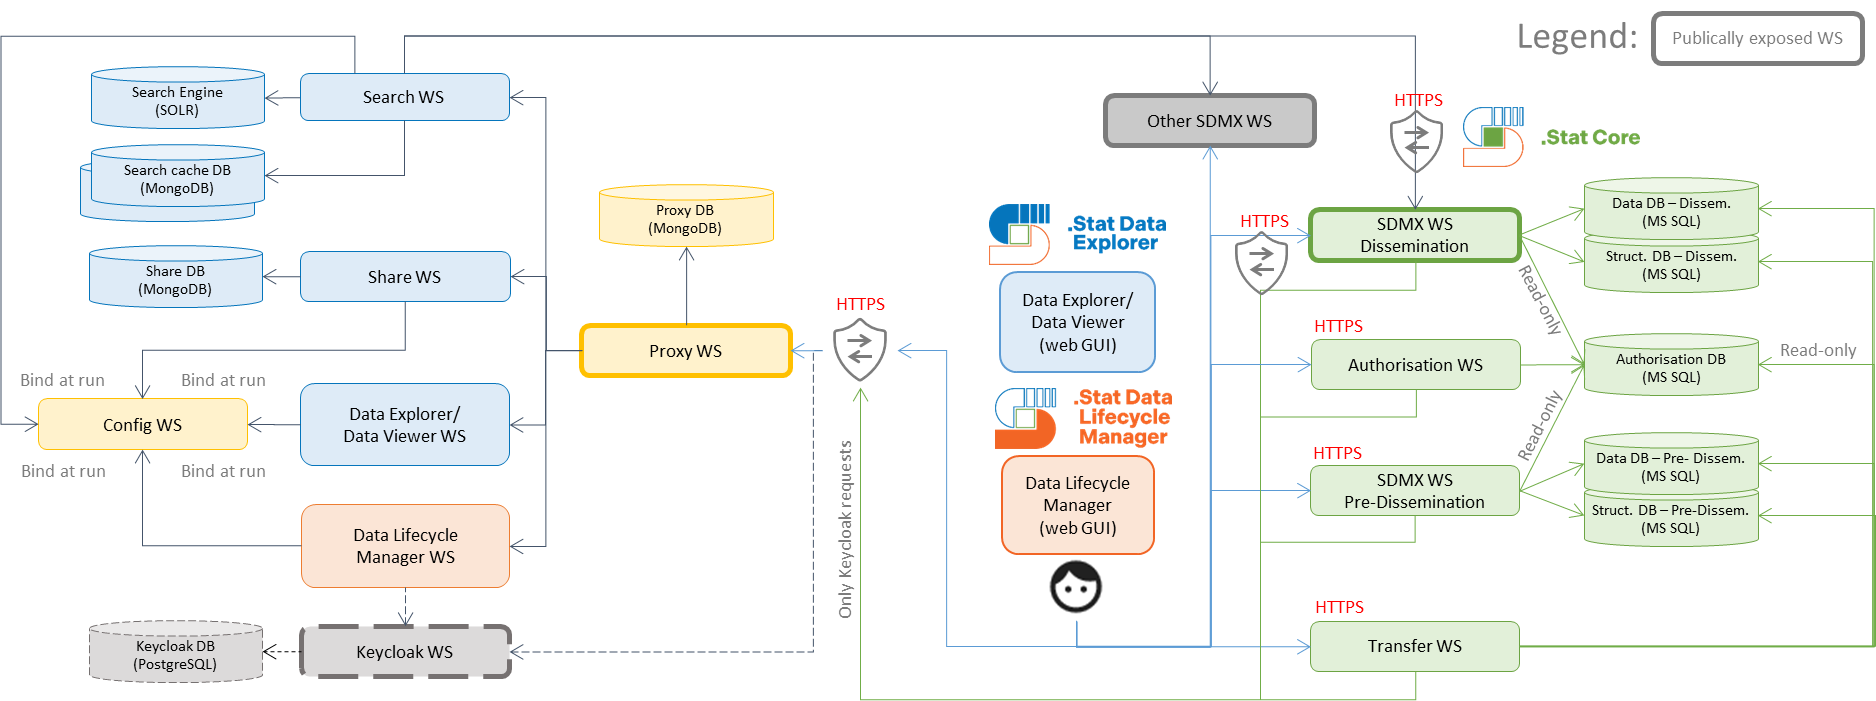 Legend:
Publically exposed WS
Search Engine
(SOLR)
Search WS
Search cache DB
(MongoDB)
Share DB
(MongoDB)
Share WS
Bind at run
Bind at run
Config WS
Bind at run
Bind at run
Data Explorer/
Data Viewer WS
Data Lifecycle
Manager WS
Keycloak DB
(PostgreSQL)
Keycloak WS
Proxy DB
(MongoDB)
Proxy WS
HTTPS
Only Keycloak requests
.Stat Data
Explorer
Data Explorer/
Data Viewer
(web GUI)
.Stat Data
Lifecycle
Manager
Data Lifecycle
Manager
(web GUI)
Other SDMX WS
HTTPS
.Stat Core
HTTPS
SDMX WS
Dissemination
HTTPS
Authorisation WS
HTTPS
SDMX WS
Pre-Dissemination
HTTPS
Transfer WS
Read-only
Read-only
Data DB – Dissem.
(MS SQL)
Struct. DB – Dissem.
(MS SQL)
Authorisation DB
(MS SQL)
Read-only
Data DB – Pre- Dissem.
(MS SQL)
Struct. DB – Pre-Dissem.
(MS SQL)